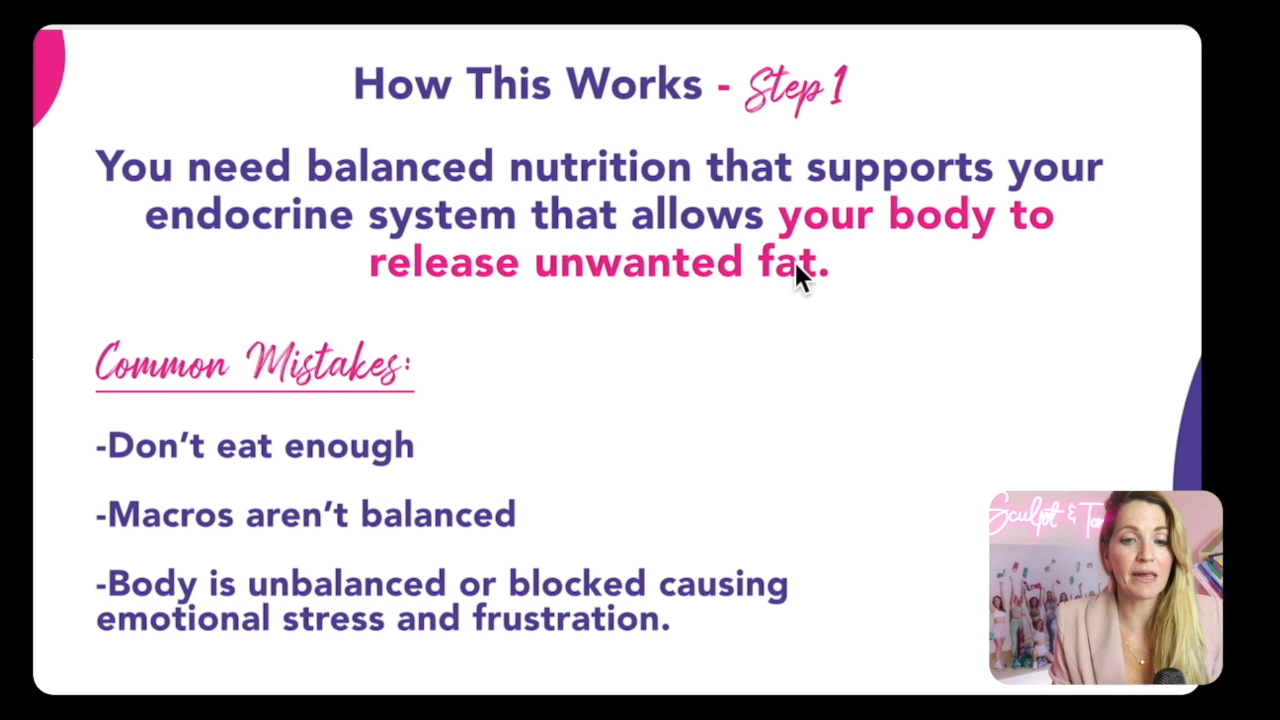 How This Works - Step 1
You need balanced nutrition that supports your
endocrine system that allows your body to
release unwanted fat.
Common Mistakes:
-Don’t eat enough
-Macros aren’t balanced
-Body is unbalanced or blocked causing
emotional stress and frustration.
Sculpt &